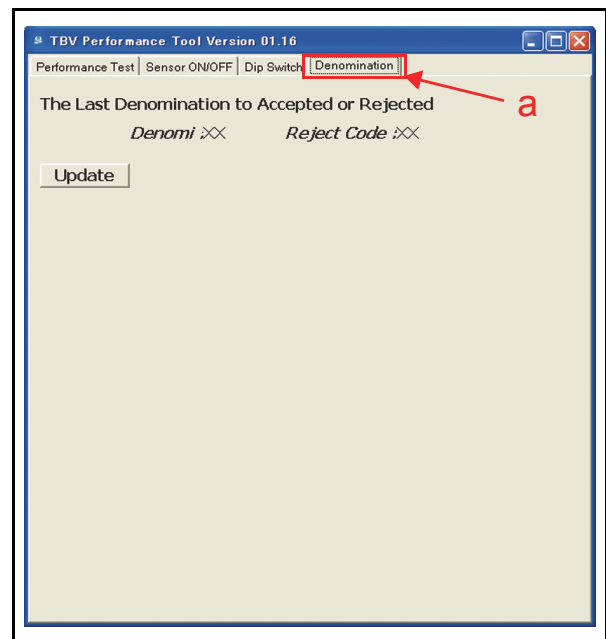 TBV Performance Tool Version 01.16
Performance Test Sensor ON/OFF Dip Switch Denomination
a
The Last Denomination to Accepted or Rejected
Denomi :XX Reject Code :XX
Update